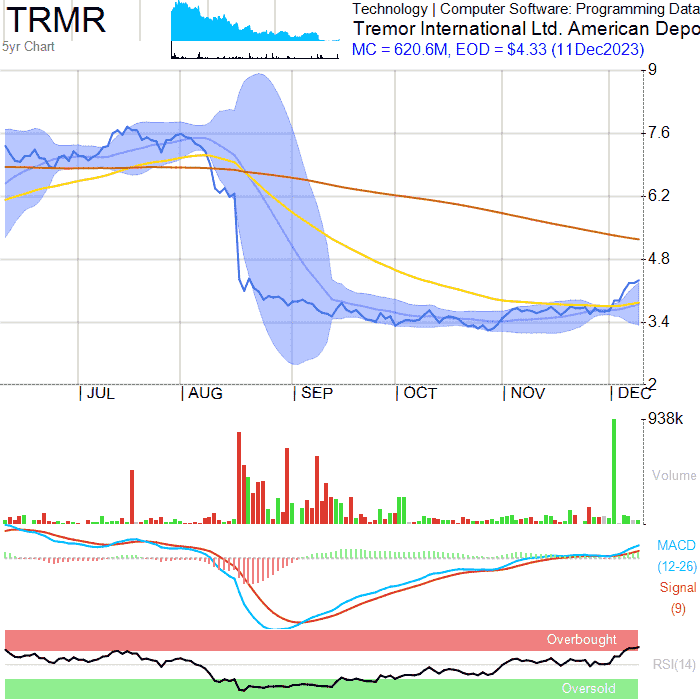 TRMR
5yr Chart
Technology | Computer Software: Programming Data
Tremor International Ltd. American Depo
MC = 620.6M, EOD = $4.33 (11Dec2023)
9
7.6
6.2
4.8
3.4
2
JUL AUG SEP OCT NOV DEC
938k
Volume
MACD
(12-26)
Signal
(9)
Overbought
RSI(14)
Oversold